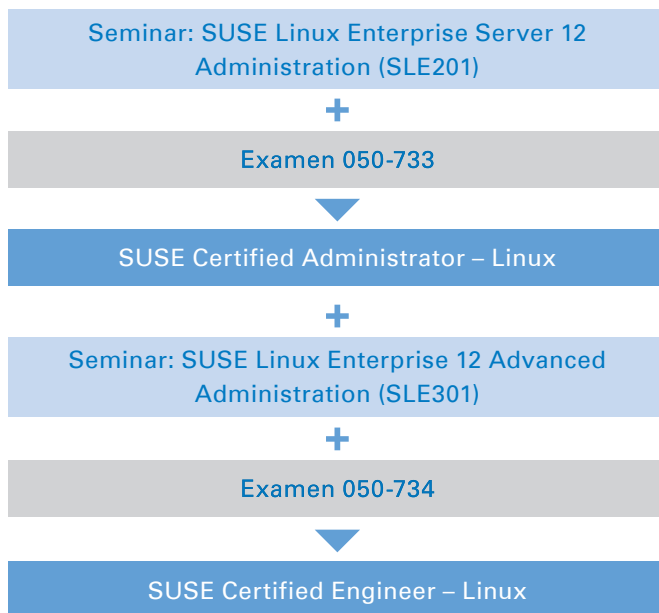 Seminar: SUSE Linux Enterprise Server 12
Administration (SLE201)
+
Examen 050-733
SUSE Certified Administrator – Linux
+
Seminar: SUSE Linux Enterprise 12 Advanced
Administration (SLE301)
+
Examen 050-734
SUSE Certified Engineer – Linux